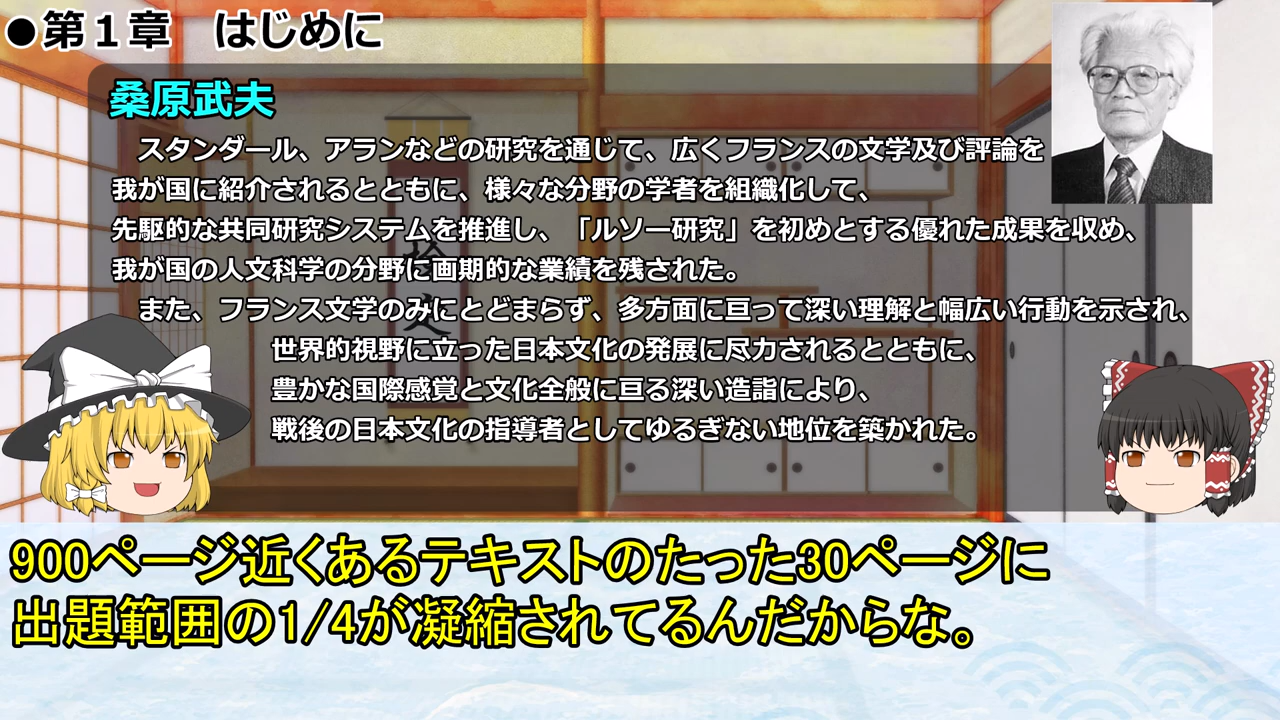 ●第１章　はじめに
桑原武夫
スタンダール、アランなどの研究を通じて、広くフランスの文学及び評論を
我が国に紹介されるとともに、様々な分野の学者を組織化して、
先駆的な共同研究システムを推進し、「ルソー研究」を初めとする優れた成果を収め、
我が国の人文科学の分野に画期的な業績を残された。
また、フランス文学のみにとどまらず、多方面に亘って深い理解と幅広い行動を示され、
世界的視野に立った日本文化の発展に尽力されるとともに、
豊かな国際感覚と文化全般に亘る深い造詣により、
戦後の日本文化の指導者としてゆるぎない地位を築かれた。
900ページ近くあるテキストのたった30ページに
出題範囲の1/4が凝縮されてるんだからな。